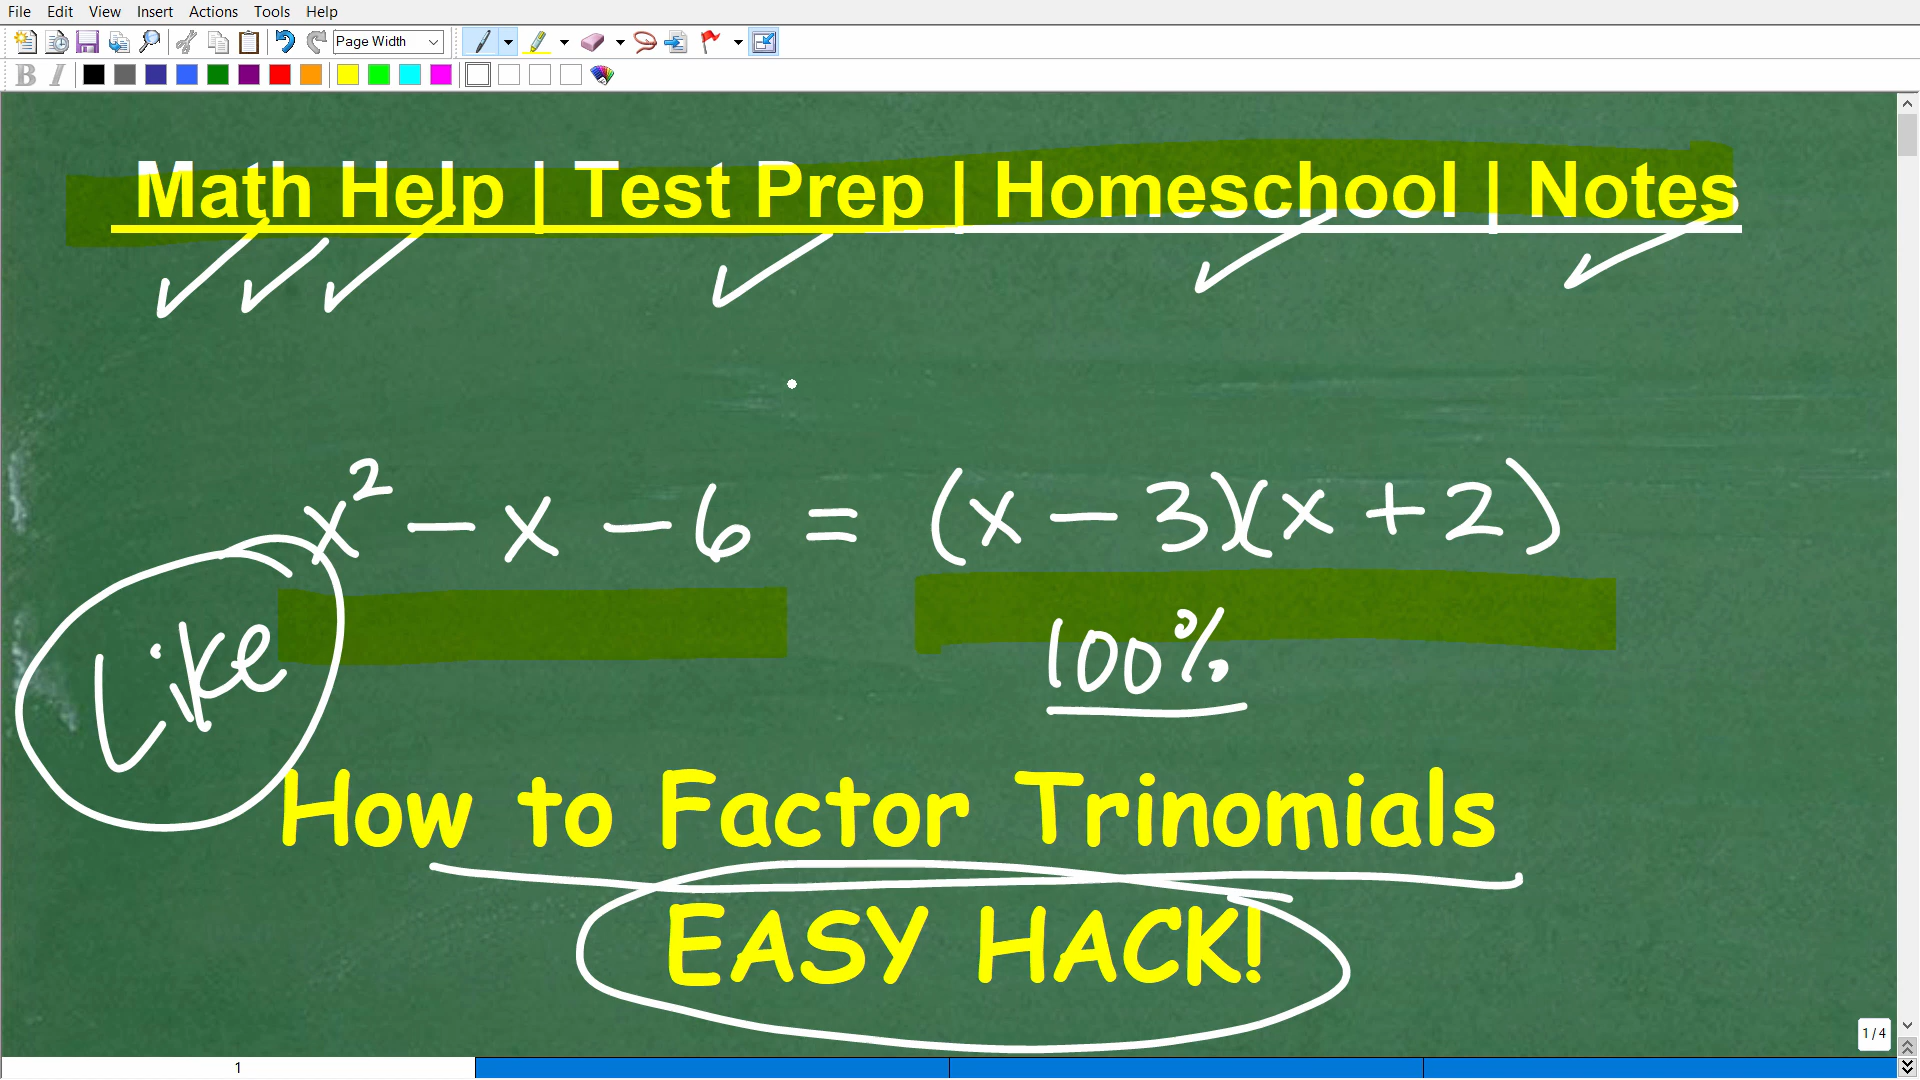 File Edit View Insert Actions Tools Help
Page Width
B I
Math Help | Test Prep | Homeschool | Notes
x² - x - 6 = (x - 3)(x + 2)
Like
100%
How to Factor Trinomials
EASY HACK!
1 / 4
1